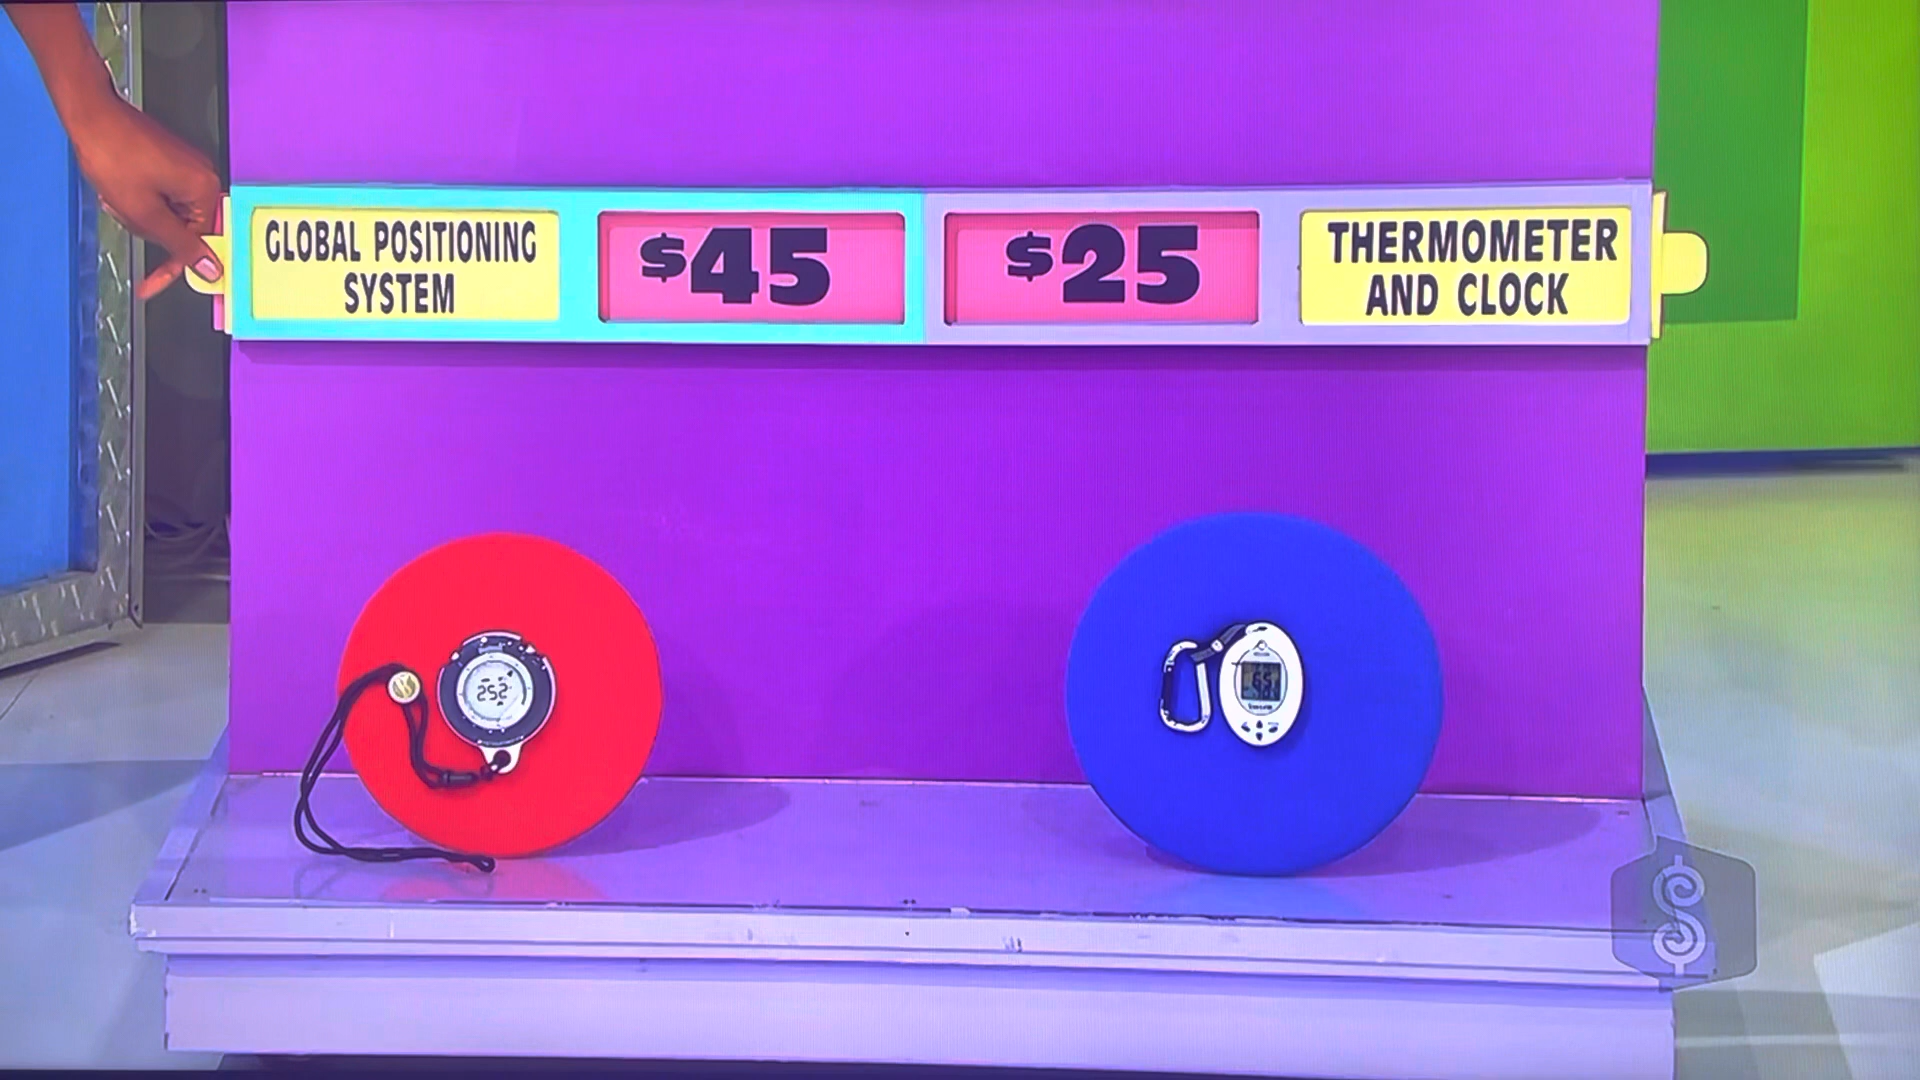 GLOBAL POSITIONING
SYSTEM
$45
$25
THERMOMETER
AND CLOCK
252